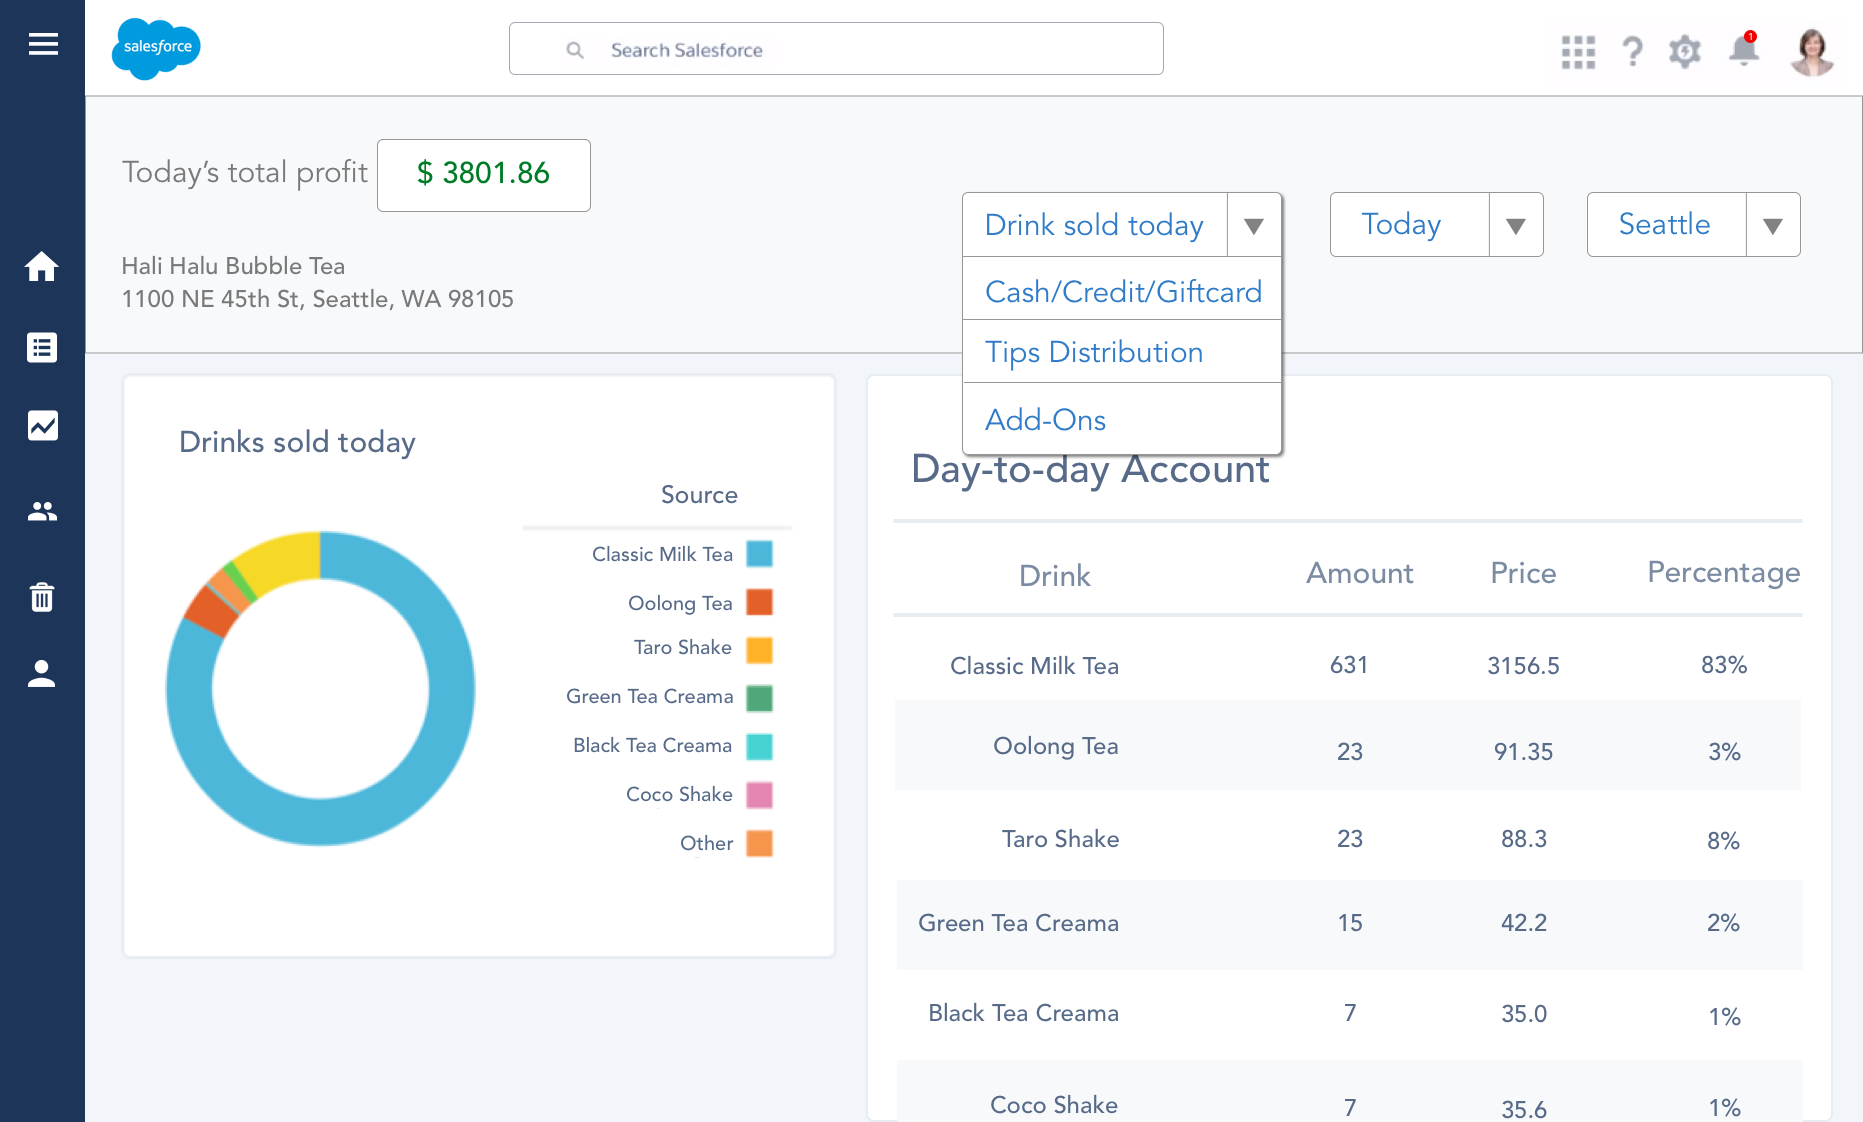 salesforce
Search Salesforce
1
Today's total profit
$ 3801.86
Hali Halu Bubble Tea
1100 NE 45th St, Seattle, WA 98105
Drink sold today
Cash/Credit/Giftcard
Tips Distribution
Add-Ons
Today
Seattle
Drinks sold today
Source
Classic Milk Tea
Oolong Tea
Taro Shake
Green Tea Creama
Black Tea Creama
Coco Shake
Other
Day-to-day Account
Drink Amount Price Percentage
Classic Milk Tea 631 3156.5 83%
Oolong Tea 23 91.35 3%
Taro Shake 23 88.3 8%
Green Tea Creama 15 42.2 2%
Black Tea Creama 7 35.0 1%
Coco Shake 7 35.6 1%